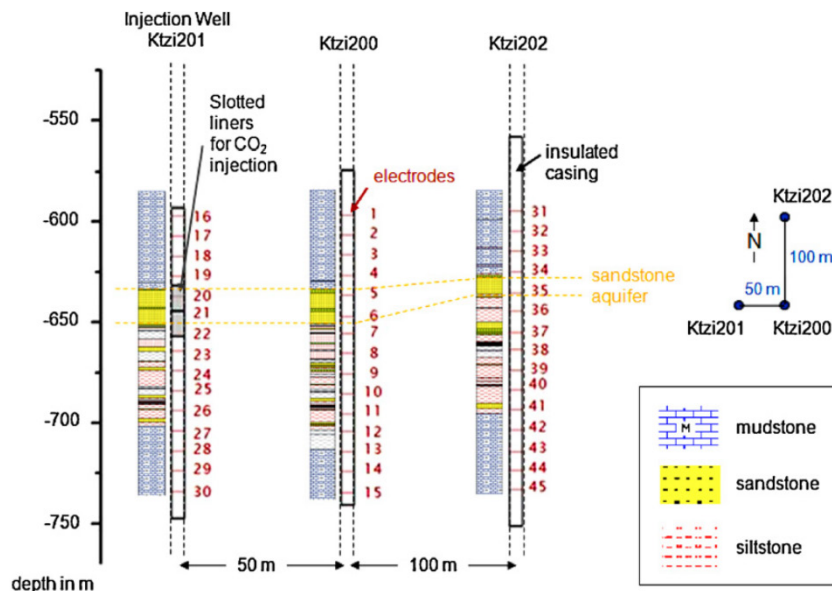 Injection Well
Ktzi201
Ktzi200
Ktzi202
-550
-600
-650
-700
-750
depth in m
Slotted
liners
for CO₂
injection
electrodes
insulated
casing
16
17
18
19
20
21
22
23
24
25
26
27
28
29
30
1
2
3
4
5
6
7
8
9
10
11
12
13
14
15
31
32
33
34
35
36
37
38
39
40
41
42
43
44
45
sandstone
aquifer
50 m
100 m
Ktzi202
N
100 m
50 m
Ktzi201
Ktzi200
M
mudstone
sandstone
siltstone